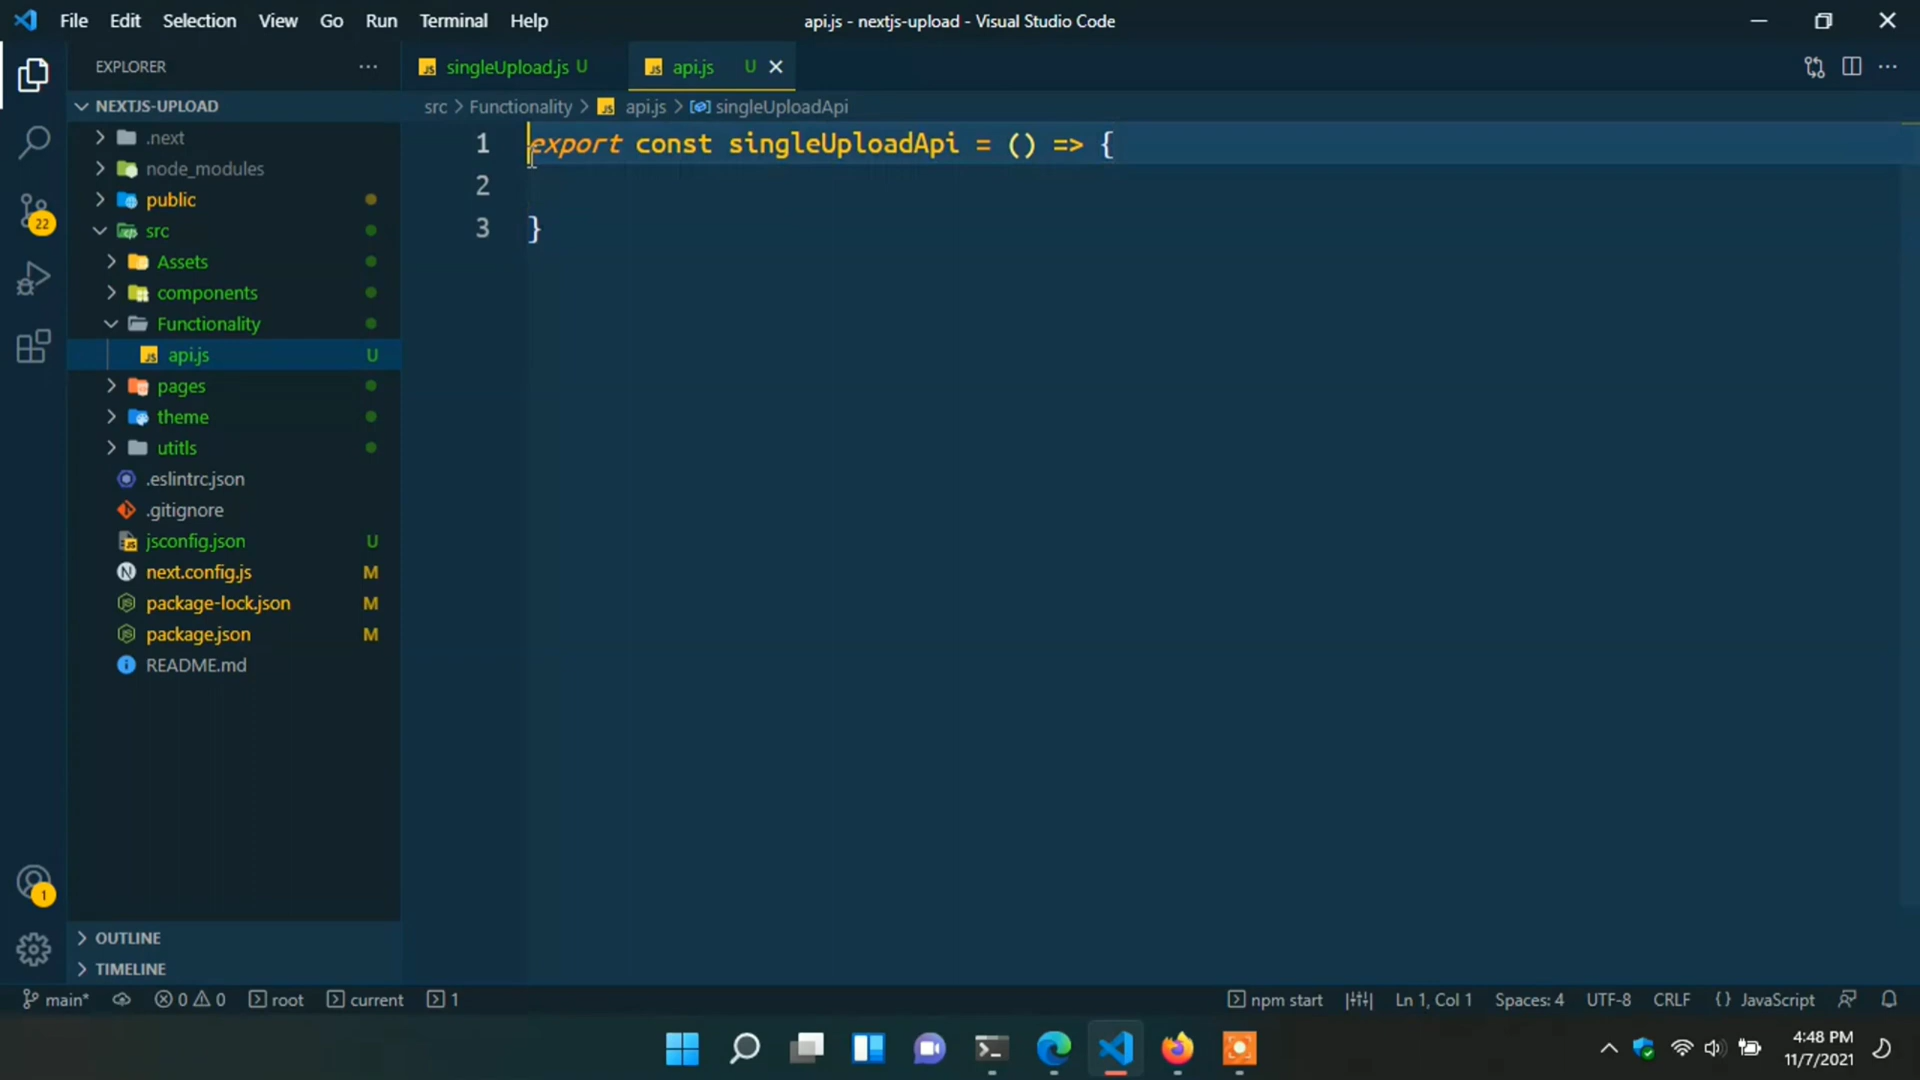 File Edit Selection View Go Run Terminal Help
api.js - nextjs-upload - Visual Studio Code
EXPLORER
singleUpload.js U
api.js U
NEXTJS-UPLOAD
src > Functionality > api.js > singleUploadApi
.next
node_modules
public
src
Assets
components
Functionality
api.js U
pages
theme
utitls
.eslintrc.json
.gitignore
jsconfig.json U
next.config.js M
package-lock.json M
package.json M
README.md
1 export const singleUploadApi = () => {
2
3 }
22
1
OUTLINE
TIMELINE
main* 0 0 root current 1
npm start Ln 1, Col 1 Spaces: 4 UTF-8 CRLF {} JavaScript
4:48 PM
11/7/2021